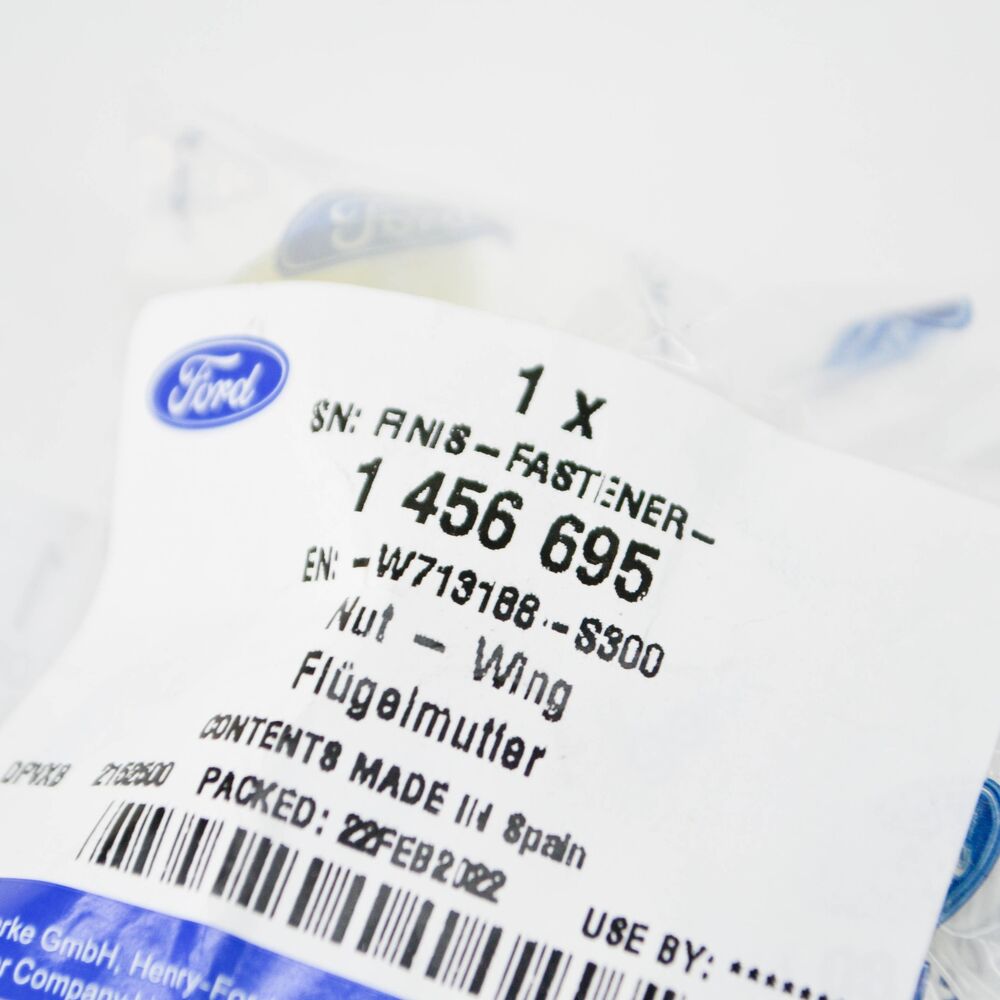 Ford
Ford
1 X
SN: FINIS-FASTENER-
1 456 695
EN: -W713188-S300
Nut - Wing
Flügelmutter
CONTENTS MADE IN Spain
2152500
PACKED: 22FEB2022
USE BY: ******
rke GmbH, Henry-Fo
r Company